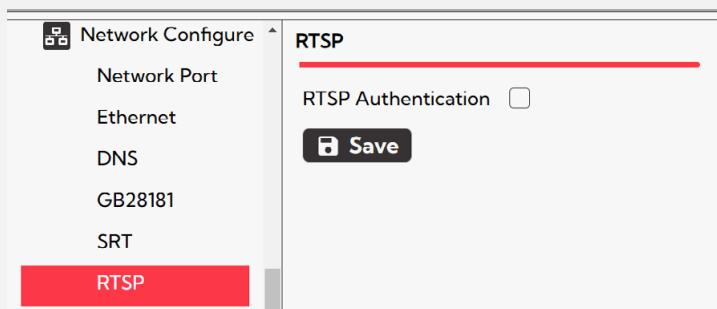 Network Configure
Network Port
Ethernet
DNS
GB28181
SRT
RTSP
RTSP
RTSP Authentication
Save